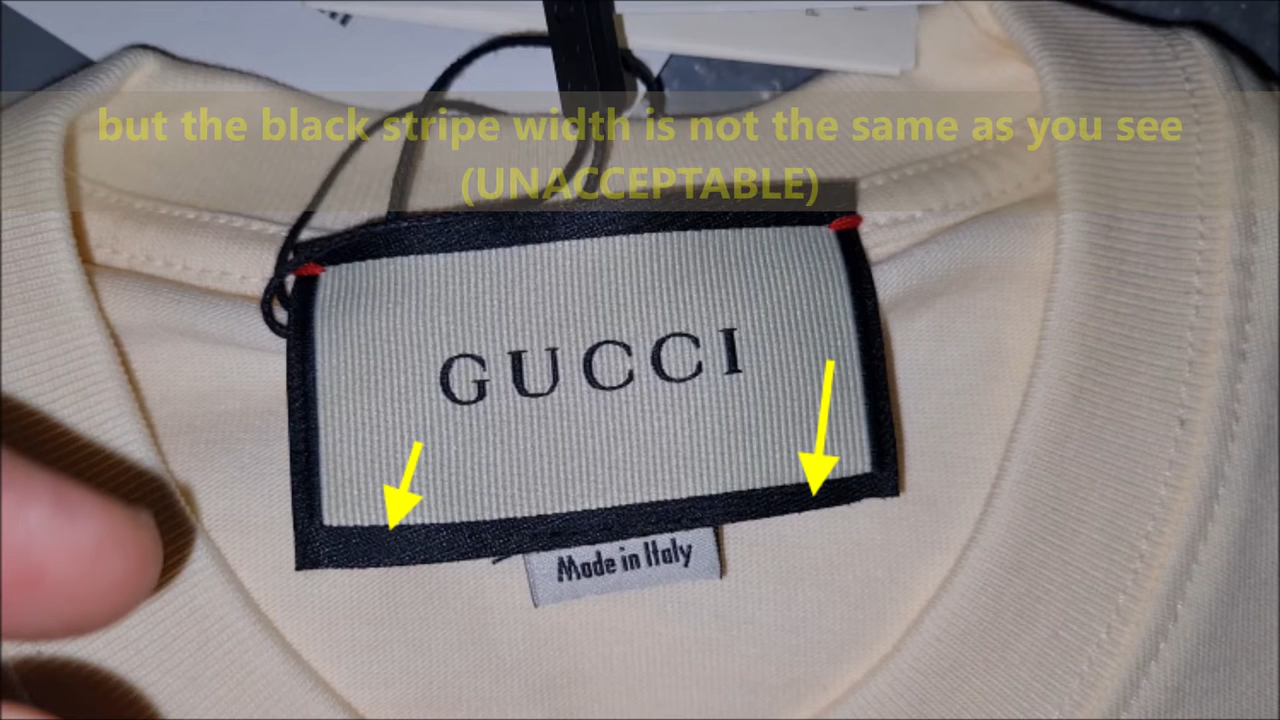 but the black stripe width is not the same as you see
(UNACCEPTABLE)
GUCCI
Made in Italy